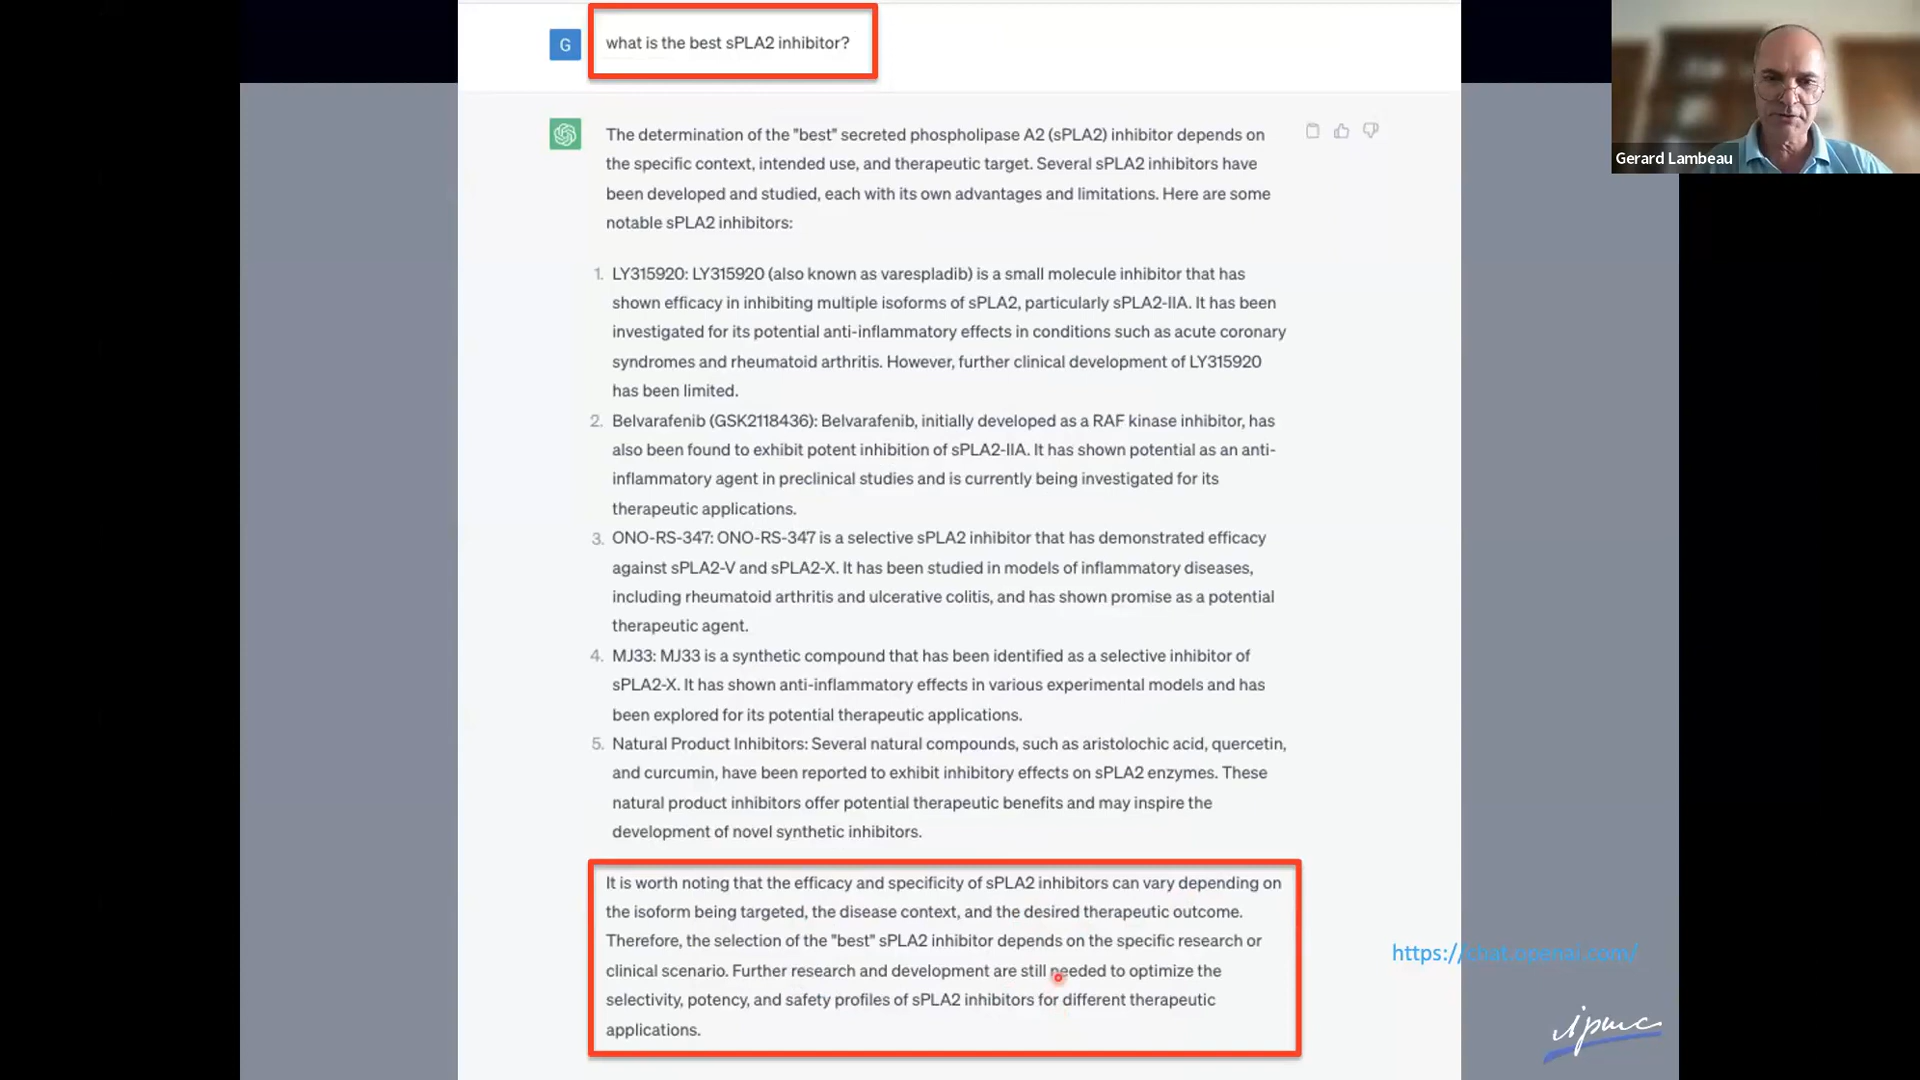 G
what is the best sPLA2 inhibitor?
The determination of the "best" secreted phospholipase A2 (sPLA2) inhibitor depends on
the specific context, intended use, and therapeutic target. Several sPLA2 inhibitors have
been developed and studied, each with its own advantages and limitations. Here are some
notable sPLA2 inhibitors:
1. LY315920: LY315920 (also known as varespladib) is a small molecule inhibitor that has
shown efficacy in inhibiting multiple isoforms of sPLA2, particularly sPLA2-IIA. It has been
investigated for its potential anti-inflammatory effects in conditions such as acute coronary
syndromes and rheumatoid arthritis. However, further clinical development of LY315920
has been limited.
2. Belvarafenib (GSK2118436): Belvarafenib, initially developed as a RAF kinase inhibitor, has
also been found to exhibit potent inhibition of sPLA2-IIA. It has shown potential as an anti-
inflammatory agent in preclinical studies and is currently being investigated for its
therapeutic applications.
3. ONO-RS-347: ONO-RS-347 is a selective sPLA2 inhibitor that has demonstrated efficacy
against sPLA2-V and sPLA2-X. It has been studied in models of inflammatory diseases,
including rheumatoid arthritis and ulcerative colitis, and has shown promise as a potential
therapeutic agent.
4. MJ33: MJ33 is a synthetic compound that has been identified as a selective inhibitor of
sPLA2-X. It has shown anti-inflammatory effects in various experimental models and has
been explored for its potential therapeutic applications.
5. Natural Product Inhibitors: Several natural compounds, such as aristolochic acid, quercetin,
and curcumin, have been reported to exhibit inhibitory effects on sPLA2 enzymes. These
natural product inhibitors offer potential therapeutic benefits and may inspire the
development of novel synthetic inhibitors.
It is worth noting that the efficacy and specificity of sPLA2 inhibitors can vary depending on
the isoform being targeted, the disease context, and the desired therapeutic outcome.
Therefore, the selection of the "best" sPLA2 inhibitor depends on the specific research or
clinical scenario. Further research and development are still needed to optimize the
selectivity, potency, and safety profiles of sPLA2 inhibitors for different therapeutic
applications.
Gerard Lambeau
https://chat.openai.com/
ipmc